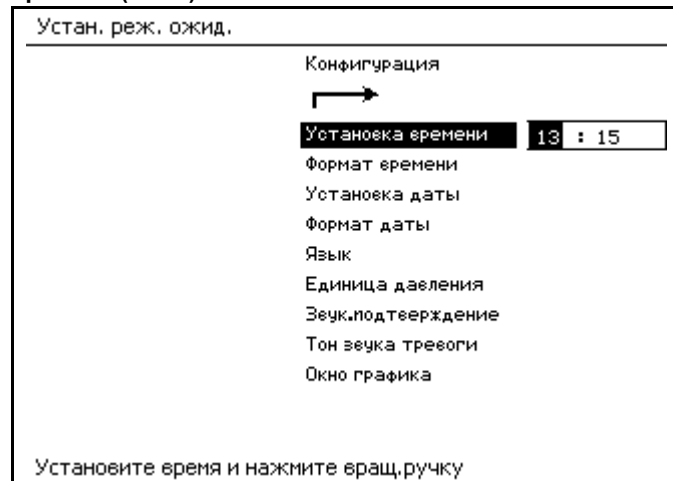 Устан. реж. ожид.
Конфигурация
Установка времени 13 : 15
Формат времени
Установка даты
Формат даты
Язык
Единица давления
Звук.подтверждение
Тон звука тревоги
Окно графика
Установите время и нажмите вращ.ручку